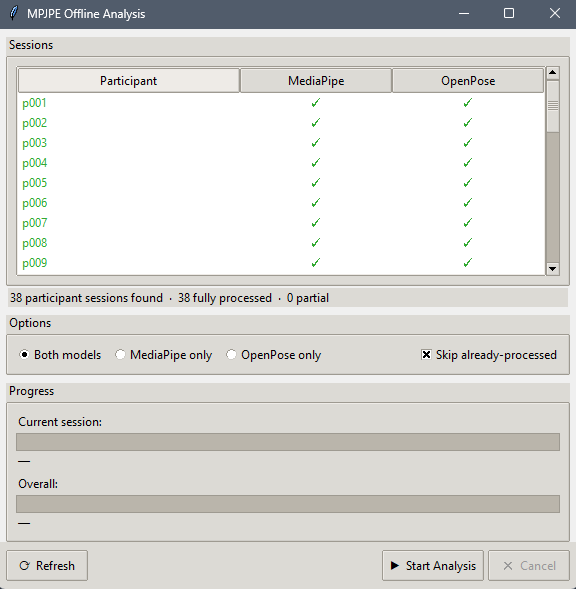 MPJPE Offline Analysis
Sessions
Participant MediaPipe OpenPose
p001 ✓ ✓
p002 ✓ ✓
p003 ✓ ✓
p004 ✓ ✓
p005 ✓ ✓
p006 ✓ ✓
p007 ✓ ✓
p008 ✓ ✓
p009 ✓ ✓
38 participant sessions found · 38 fully processed · 0 partial
Options
Both models MediaPipe only OpenPose only Skip already-processed
Progress
Current session:
—
Overall:
—
Refresh Start Analysis Cancel